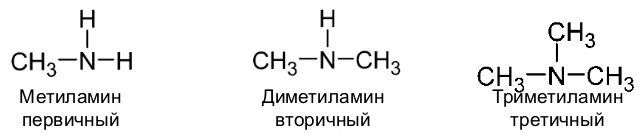 H
CH₃–N–H
Метиламин
первичный
H
CH₃–N–CH₃
Диметиламин
вторичный
CH₃
CH₃–N–CH₃
Триметиламин
третичный